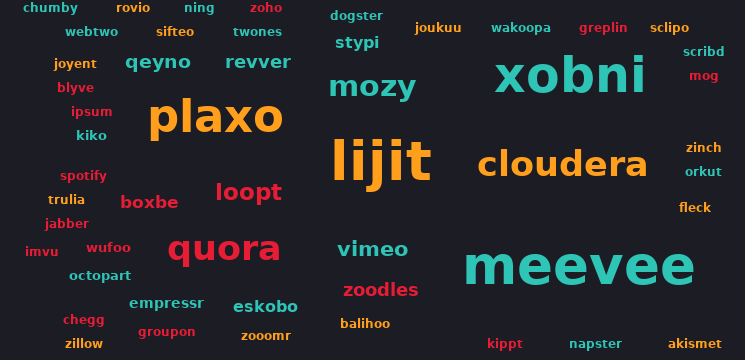 chumby rovio ning zoho
dogster
webtwo sifteo twones
joukuu wakoopa greplin sclipo
stypi
scribd
joyent qeyno revver
xobni
mog
blyve
mozy
ipsum
plaxo
kiko
zinch
lijit
cloudera
orkut
spotify
loopt
trulia
boxbe
fleck
jabber
imvu wufoo quora
vimeo
octopart
meevee
zoodles
empressr eskobo
chegg
balihoo
groupon zooomr
zillow
kippt napster akismet